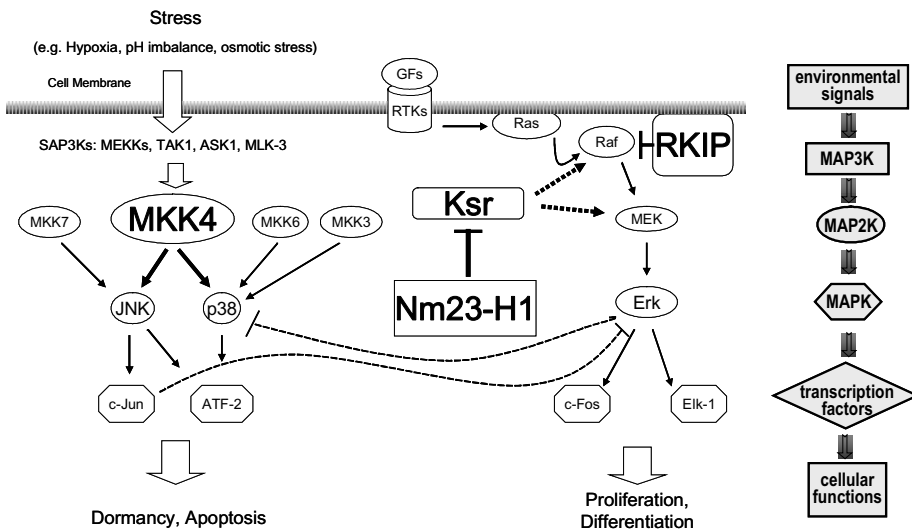 Stress
(e.g. Hypoxia, pH imbalance, osmotic stress)
Cell Membrane
GFs
RTKs
Ras
Raf
RKIP
SAP3Ks: MEKKs, TAK1, ASK1, MLK-3
Ksr
MKK7
MKK4
MKK6
MKK3
MEK
JNK
p38
Nm23-H1
Erk
c-Jun
ATF-2
c-Fos
Elk-1
Dormancy, Apoptosis
Proliferation,
Differentiation
environmental
signals
MAP3K
MAP2K
MAPK
transcription
factors
cellular
functions